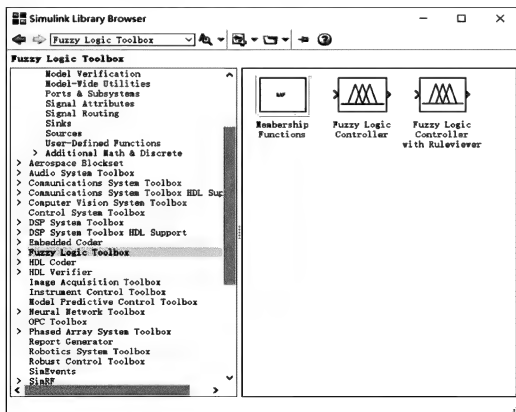 Simulink Library Browser
Fuzzy Logic Toolbox
Fuzzy Logic Toolbox
Model Verification
Model-Wide Utilities
Ports & Subsystems
Signal Attributes
Signal Routing
Sinks
Sources
User-Defined Functions
> Additional Math & Discrete
> Aerospace Blockset
> Audio System Toolbox
> Communications System Toolbox
> Communications System Toolbox HDL Sup
> Computer Vision System Toolbox
Control System Toolbox
> DSP System Toolbox
> DSP System Toolbox HDL Support
> Embedded Coder
> Fuzzy Logic Toolbox
> HDL Coder
> HDL Verifier
Image Acquisition Toolbox
Instrument Control Toolbox
Model Predictive Control Toolbox
> Neural Network Toolbox
OPC Toolbox
> Phased Array System Toolbox
Report Generator
Robotics System Toolbox
Robust Control Toolbox
SimEvents
> SimRF
Membership Functions
Fuzzy Logic Controller
Fuzzy Logic Controller with Ruleviewer